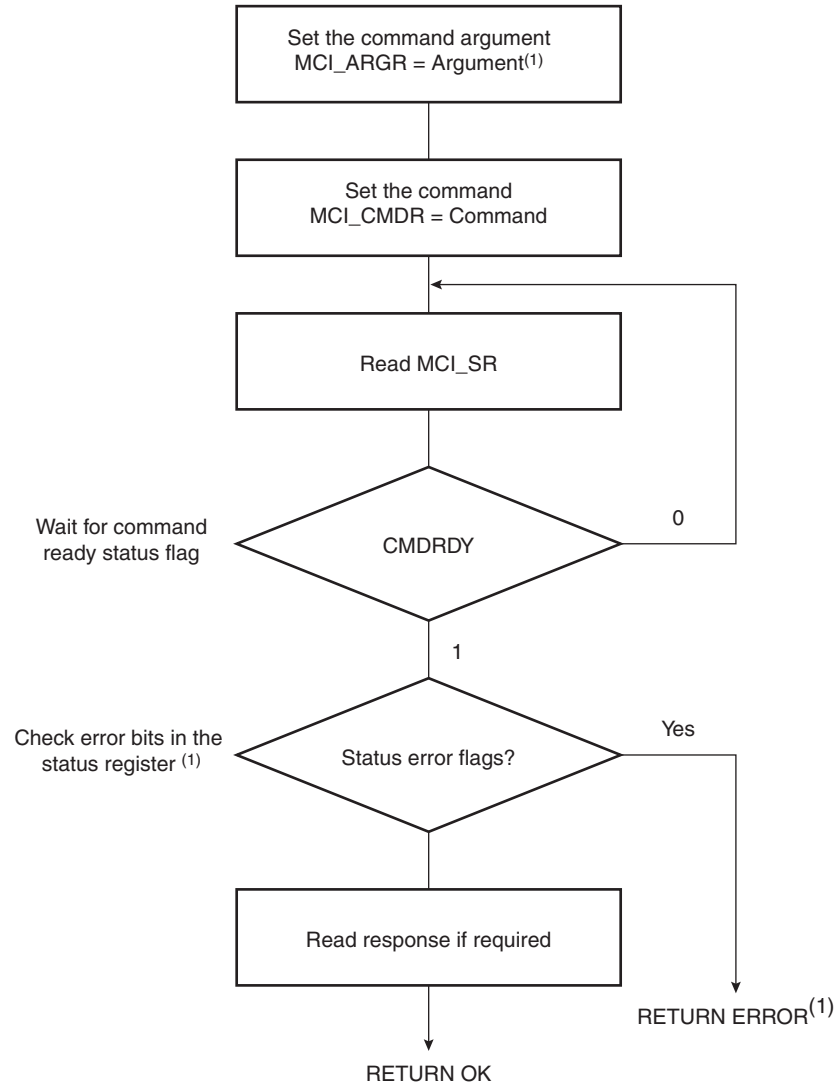 Set the command argument
MCI_ARGR = Argument(1)
Set the command
MCI_CMDR = Command
Read MCI_SR
Wait for command
ready status flag
CMDRDY
0
1
Check error bits in the
status register (1)
Status error flags?
Yes
Read response if required
RETURN ERROR(1)
RETURN OK